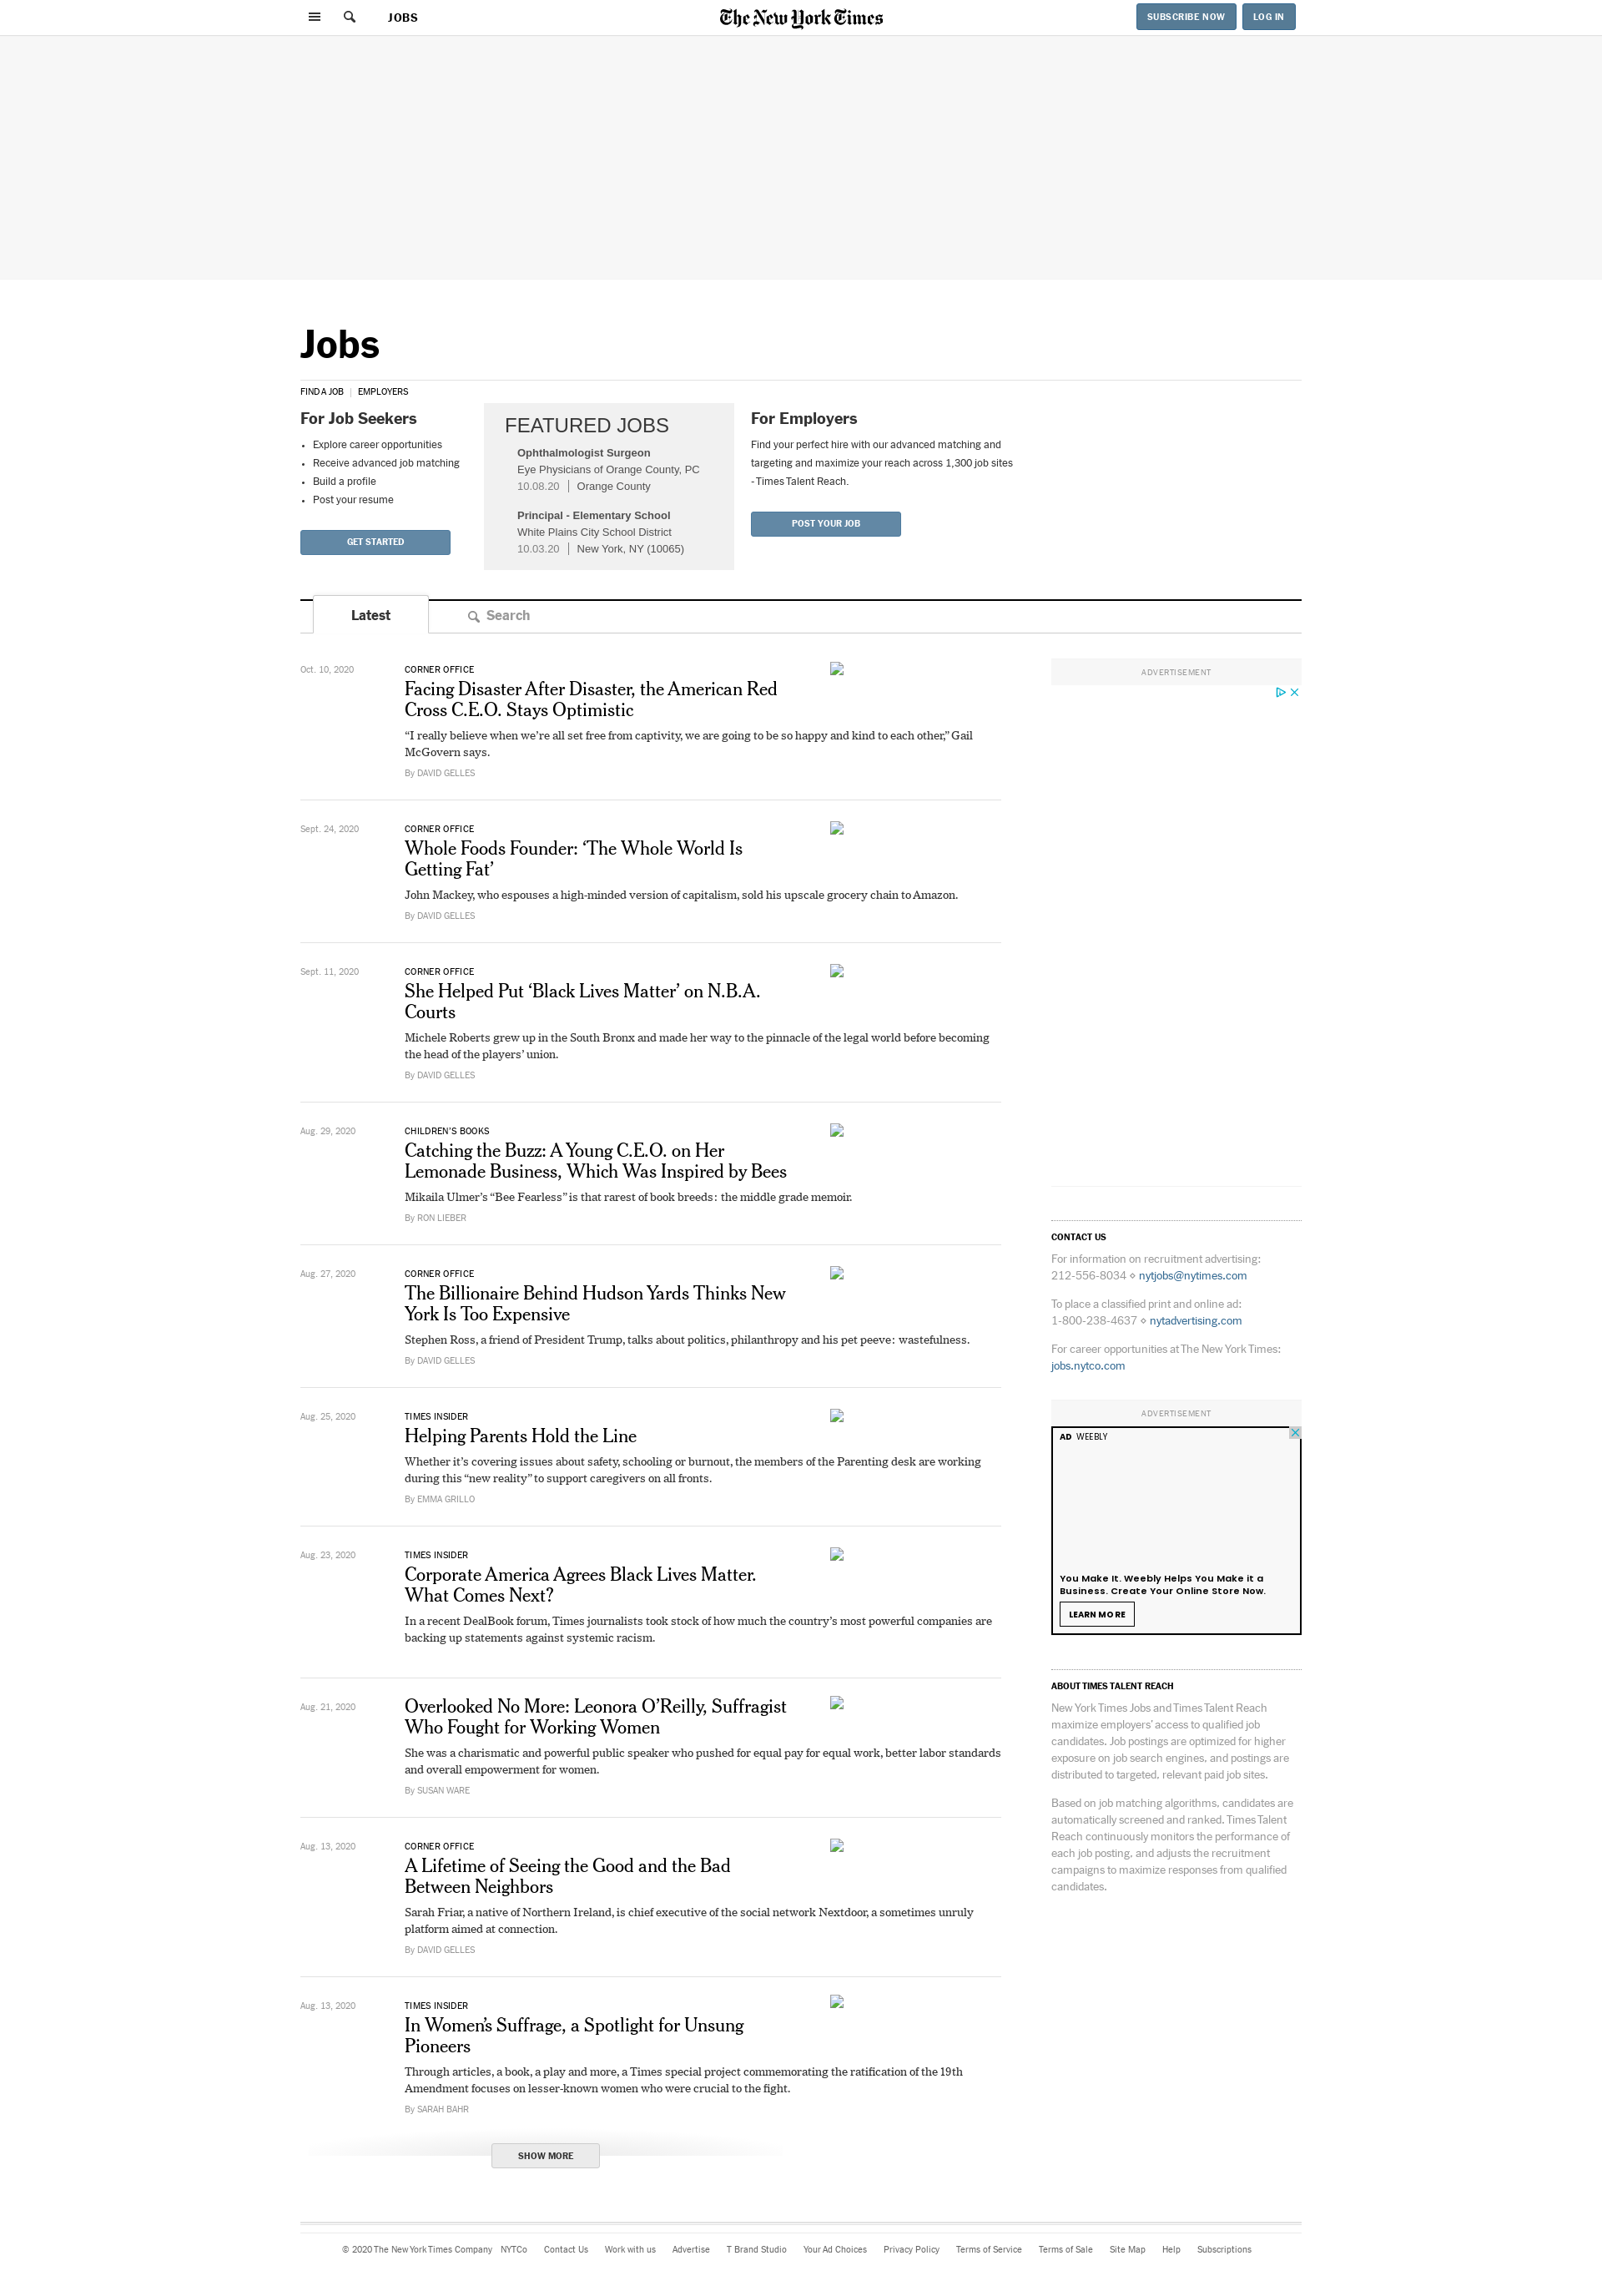 JOBS
The New York Times
SUBSCRIBE NOW
LOG IN
Jobs
FIND A JOB | EMPLOYERS
For Job Seekers
• Explore career opportunities
• Receive advanced job matching
• Build a profile
• Post your resume
GET STARTED
FEATURED JOBS
Ophthalmologist Surgeon
Eye Physicians of Orange County, PC
10.08.20 | Orange County
Principal - Elementary School
White Plains City School District
10.03.20 | New York, NY (10065)
For Employers
Find your perfect hire with our advanced matching and
targeting and maximize your reach across 1,300 job sites
- Times Talent Reach.
POST YOUR JOB
Latest
Search
Oct. 10, 2020
CORNER OFFICE
Facing Disaster After Disaster, the American Red
Cross C.E.O. Stays Optimistic
“I really believe when we’re all set free from captivity, we are going to be so happy and kind to each other,” Gail
McGovern says.
By DAVID GELLES
Sept. 24, 2020
CORNER OFFICE
Whole Foods Founder: ‘The Whole World Is
Getting Fat’
John Mackey, who espouses a high-minded version of capitalism, sold his upscale grocery chain to Amazon.
By DAVID GELLES
Sept. 11, 2020
CORNER OFFICE
She Helped Put ‘Black Lives Matter’ on N.B.A.
Courts
Michele Roberts grew up in the South Bronx and made her way to the pinnacle of the legal world before becoming
the head of the players’ union.
By DAVID GELLES
Aug. 29, 2020
CHILDREN’S BOOKS
Catching the Buzz: A Young C.E.O. on Her
Lemonade Business, Which Was Inspired by Bees
Mikaila Ulmer’s “Bee Fearless” is that rarest of book breeds: the middle grade memoir.
By RON LIEBER
Aug. 27, 2020
CORNER OFFICE
The Billionaire Behind Hudson Yards Thinks New
York Is Too Expensive
Stephen Ross, a friend of President Trump, talks about politics, philanthropy and his pet peeve: wastefulness.
By DAVID GELLES
Aug. 25, 2020
TIMES INSIDER
Helping Parents Hold the Line
Whether it’s covering issues about safety, schooling or burnout, the members of the Parenting desk are working
during this “new reality” to support caregivers on all fronts.
By EMMA GRILLO
Aug. 23, 2020
TIMES INSIDER
Corporate America Agrees Black Lives Matter.
What Comes Next?
In a recent DealBook forum, Times journalists took stock of how much the country’s most powerful companies are
backing up statements against systemic racism.
Aug. 21, 2020
Overlooked No More: Leonora O’Reilly, Suffragist
Who Fought for Working Women
She was a charismatic and powerful public speaker who pushed for equal pay for equal work, better labor standards
and overall empowerment for women.
By SUSAN WARE
Aug. 13, 2020
CORNER OFFICE
A Lifetime of Seeing the Good and the Bad
Between Neighbors
Sarah Friar, a native of Northern Ireland, is chief executive of the social network Nextdoor, a sometimes unruly
platform aimed at connection.
By DAVID GELLES
Aug. 13, 2020
TIMES INSIDER
In Women’s Suffrage, a Spotlight for Unsung
Pioneers
Through articles, a book, a play and more, a Times special project commemorating the ratification of the 19th
Amendment focuses on lesser-known women who were crucial to the fight.
By SARAH BAHR
SHOW MORE
ADVERTISEMENT
CONTACT US
For information on recruitment advertising:
212-556-8034 ⋄ nytjobs@nytimes.com
To place a classified print and online ad:
1-800-238-4637 ⋄ nytadvertising.com
For career opportunities at The New York Times:
jobs.nytco.com
ADVERTISEMENT
AD WEEBLY
You Make It. Weebly Helps You Make it a
Business. Create Your Online Store Now.
LEARN MORE
ABOUT TIMES TALENT REACH
New York Times Jobs and Times Talent Reach
maximize employers’ access to qualified job
candidates. Job postings are optimized for higher
exposure on job search engines, and postings are
distributed to targeted, relevant paid job sites.
Based on job matching algorithms, candidates are
automatically screened and ranked. Times Talent
Reach continuously monitors the performance of
each job posting, and adjusts the recruitment
campaigns to maximize responses from qualified
candidates.
© 2020 The New York Times Company NYTCo Contact Us Work with us Advertise T Brand Studio Your Ad Choices Privacy Policy Terms of Service Terms of Sale Site Map Help Subscriptions